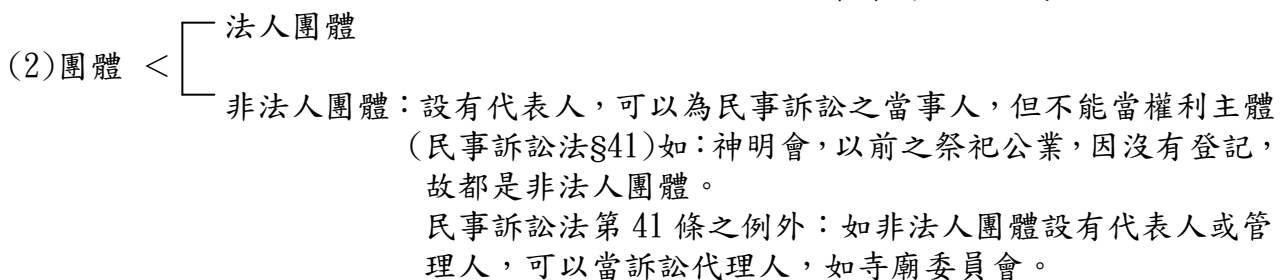 法人團體
(2)團體 <
非法人團體：設有代表人，可以為民事訴訟之當事人，但不能當權利主體
(民事訴訟法§41)如：神明會，以前之祭祀公業，因沒有登記，
故都是非法人團體。
民事訴訟法第 41 條之例外：如非法人團體設有代表人或管
理人，可以當訴訟代理人，如寺廟委員會。